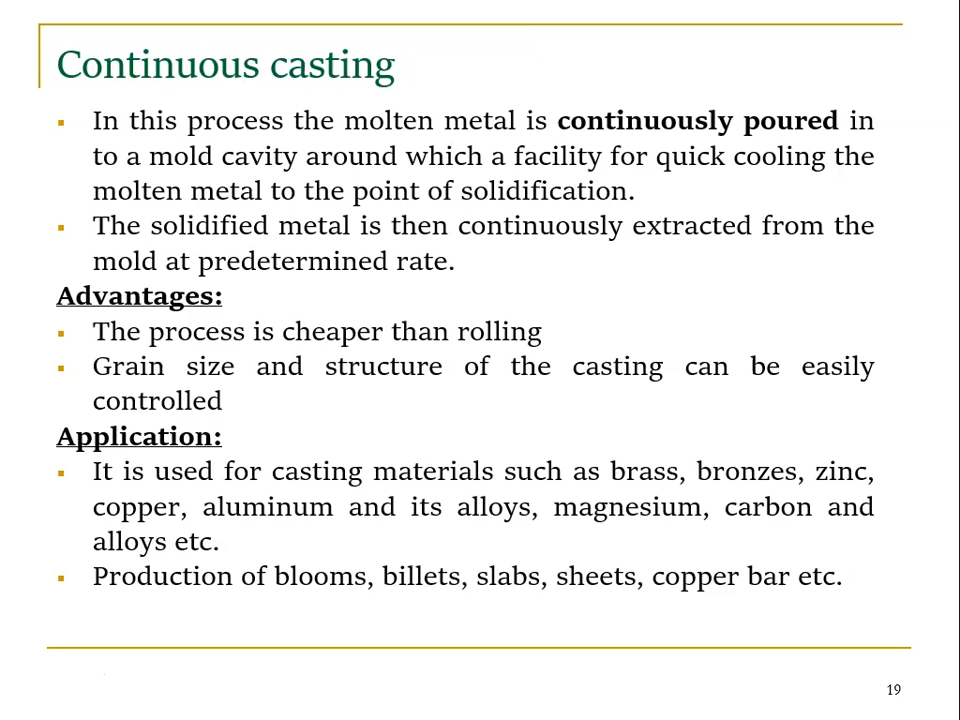 Continuous casting
▪ In this process the molten metal is continuously poured in
to a mold cavity around which a facility for quick cooling the
molten metal to the point of solidification.
▪ The solidified metal is then continuously extracted from the
mold at predetermined rate.
Advantages:
▪ The process is cheaper than rolling
▪ Grain size and structure of the casting can be easily
controlled
Application:
▪ It is used for casting materials such as brass, bronzes, zinc,
copper, aluminum and its alloys, magnesium, carbon and
alloys etc.
▪ Production of blooms, billets, slabs, sheets, copper bar etc.
19